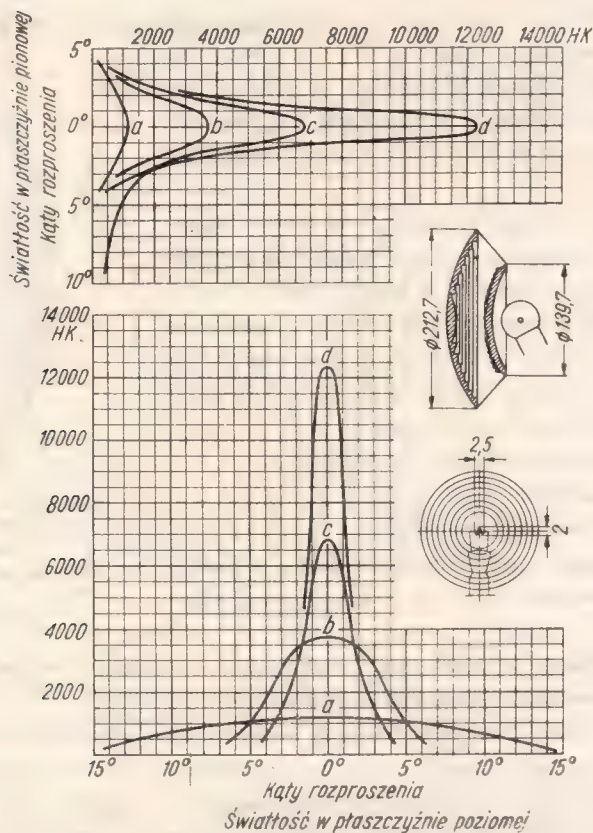 2000 4000 6000 7500 8000 10000 12000 14000 HK
Światłość w płaszczyźnie pionowej
Kąty rozproszenia
5°
0°
5°
10°
a
b
c
d
14000
HK
12000
10000
8000
6000
4000
2000
d
c
b
a
15° 10° 5° 0° 5° 10° 15°
Kąty rozproszenia
Światłość w płaszczyźnie poziomej
⌀212,7
⌀139,7
2,5
2